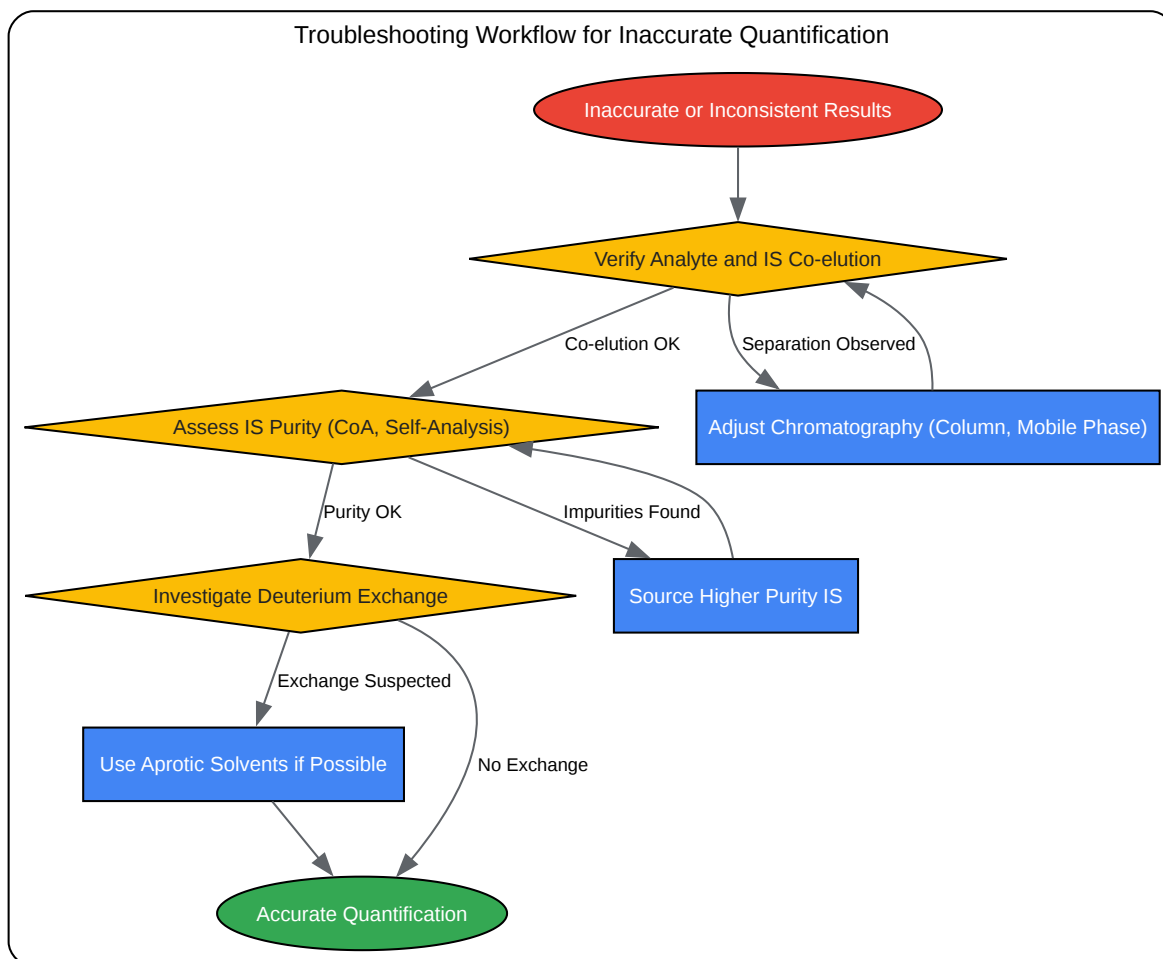 Troubleshooting Workflow for Inaccurate Quantification
Inaccurate or Inconsistent Results
Verify Analyte and IS Co-elution
Co-elution OK
Separation Observed
Assess IS Purity (CoA, Self-Analysis)
Adjust Chromatography (Column, Mobile Phase)
Purity OK
Impurities Found
Investigate Deuterium Exchange
Source Higher Purity IS
Exchange Suspected
Use Aprotic Solvents if Possible
No Exchange
Accurate Quantification